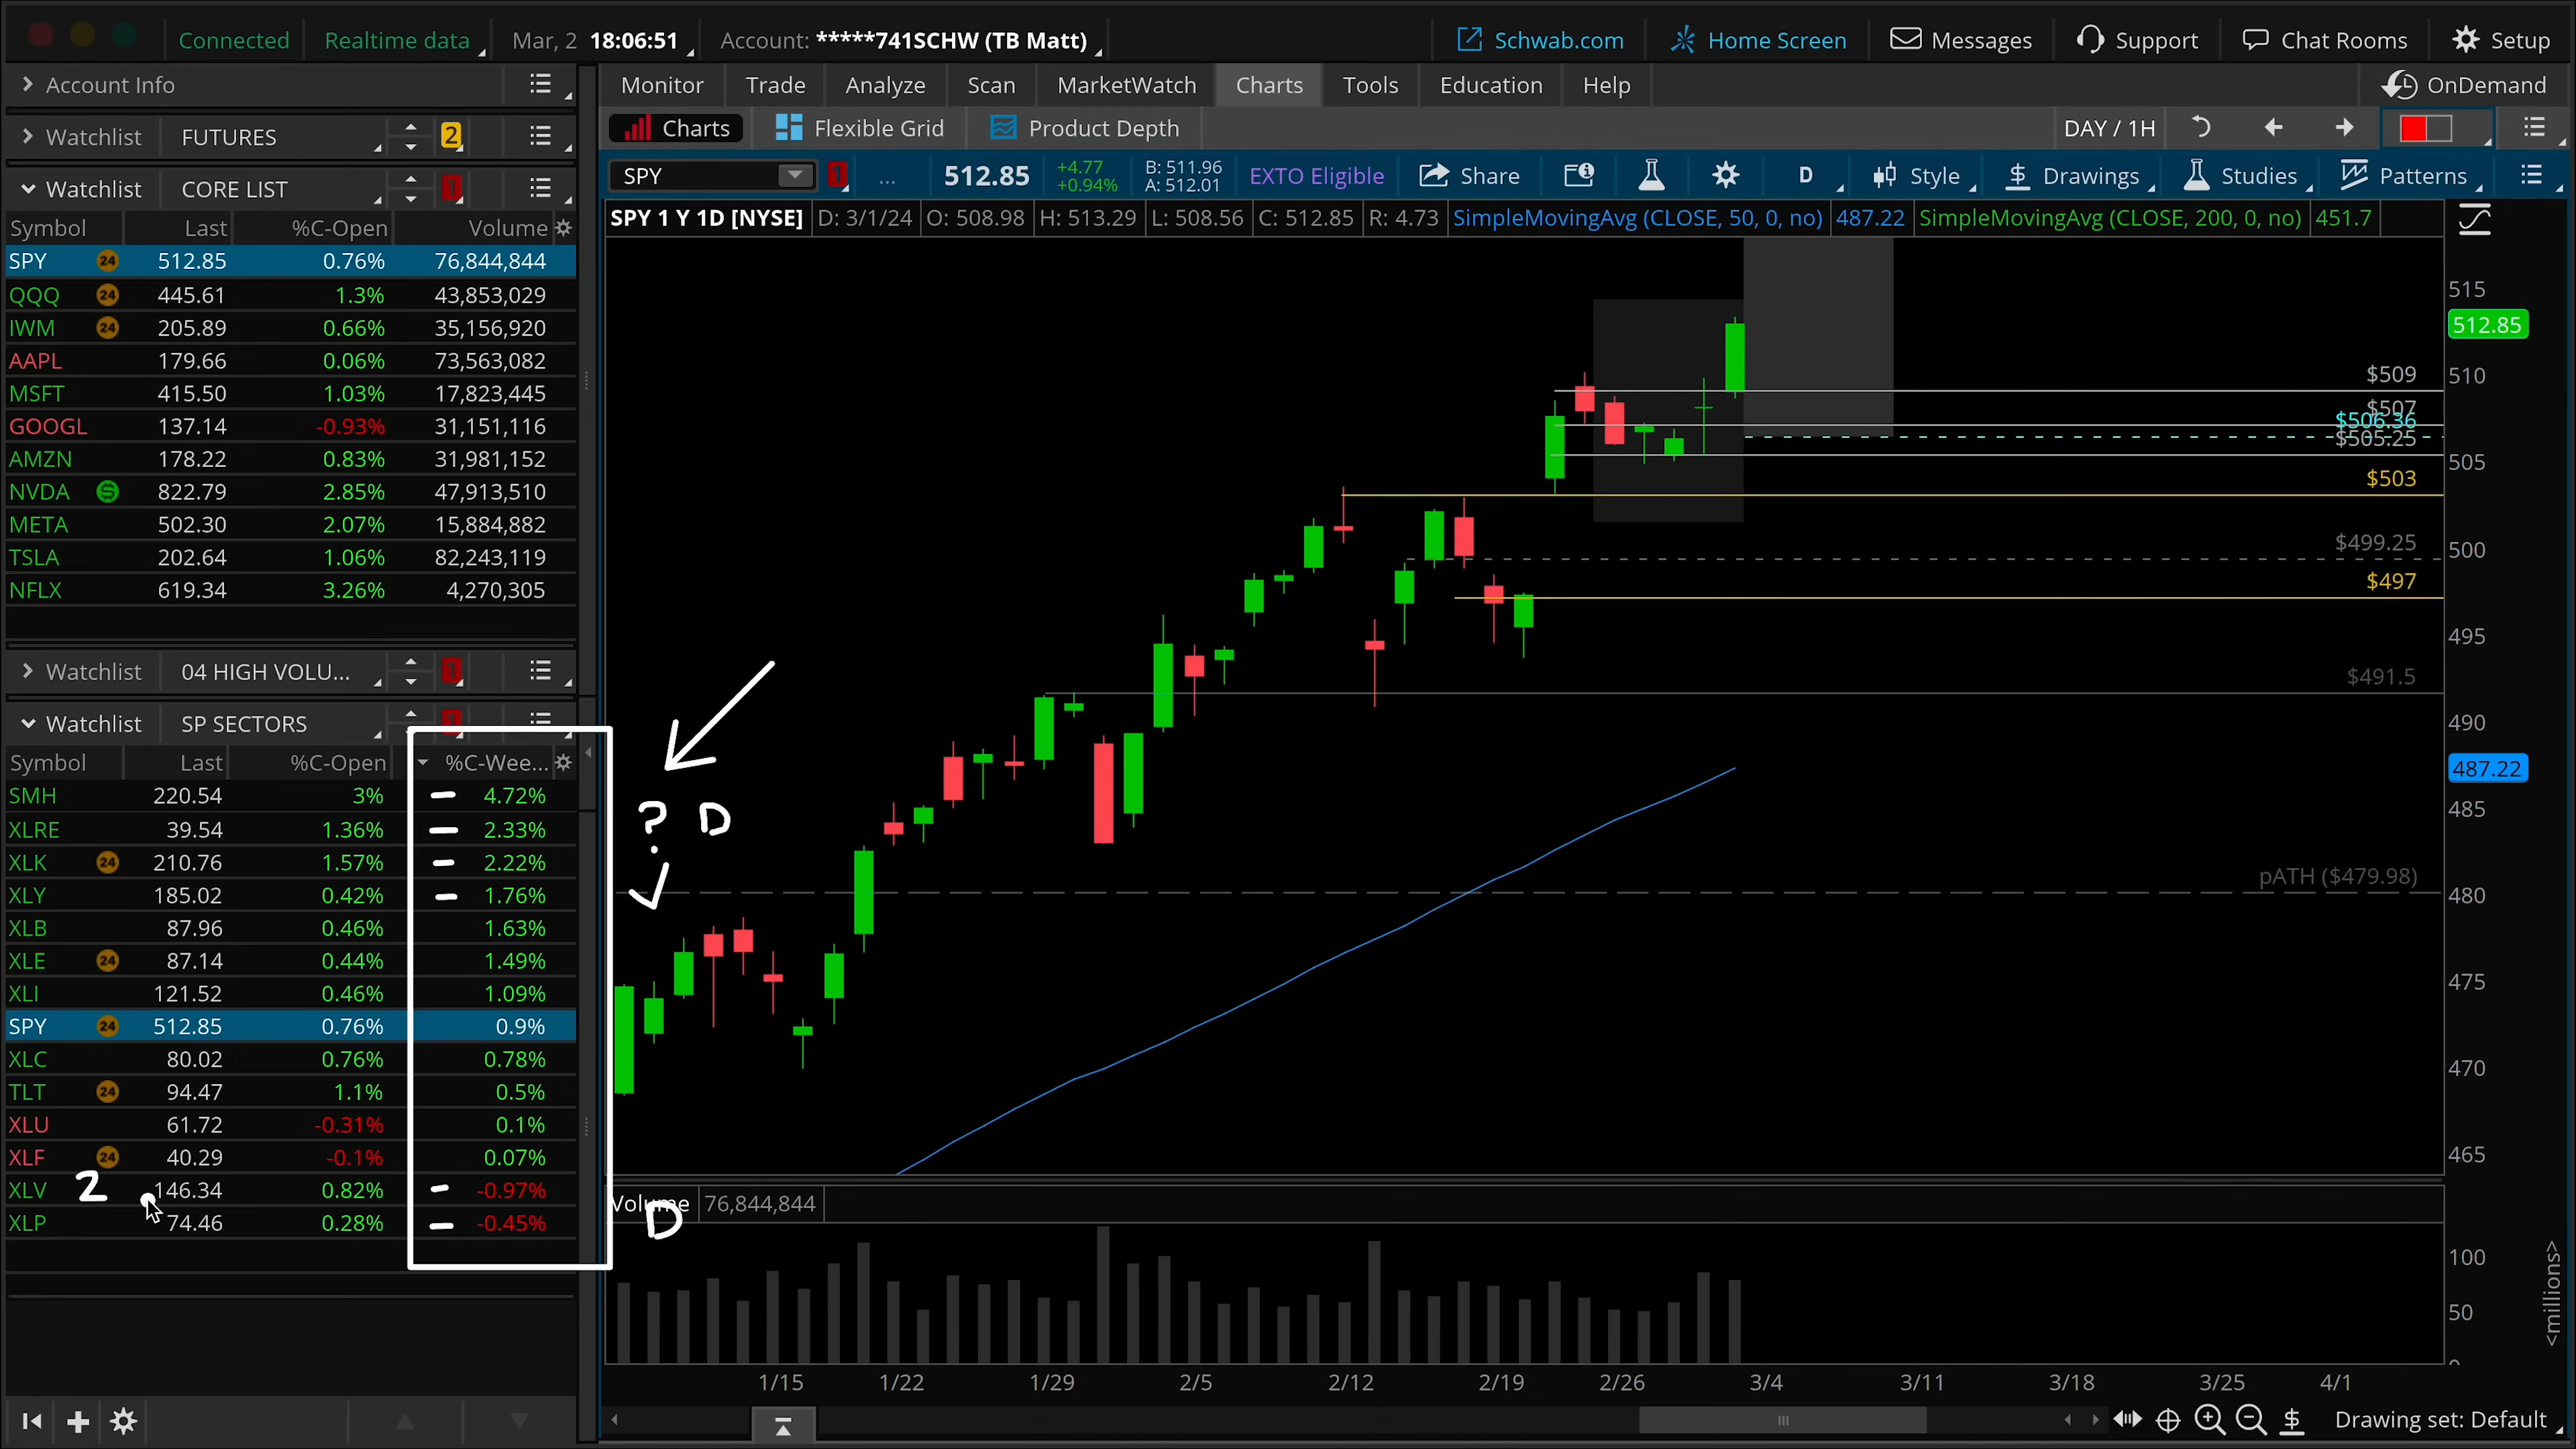 Connected Realtime data Mar, 2 18:06:51 Account: *****741SCHW (TB Matt) Schwab.com Home Screen Messages Support Chat Rooms Setup
Account Info
Monitor Trade Analyze Scan MarketWatch Charts Tools Education Help OnDemand
Watchlist FUTURES 2
Charts Flexible Grid Product Depth DAY / 1H
Watchlist CORE LIST 1
SPY 1 ... 512.85 +4.77 +0.94% B: 511.96 A: 512.01 EXTO Eligible Share D Style Drawings Studies Patterns
SPY 1 Y 1D [NYSE] D: 3/1/24 O: 508.98 H: 513.29 L: 508.56 C: 512.85 R: 4.73 SimpleMovingAvg (CLOSE, 50, 0, no) 487.22 SimpleMovingAvg (CLOSE, 200, 0, no) 451.7
Symbol Last %C-Open Volume
SPY 24 512.85 0.76% 76,844,844
QQQ 24 445.61 1.3% 43,853,029
IWM 24 205.89 0.66% 35,156,920
AAPL 179.66 0.06% 73,563,082
MSFT 415.50 1.03% 17,823,445
GOOGL 137.14 -0.93% 31,151,116
AMZN 178.22 0.83% 31,981,152
NVDA S 822.79 2.85% 47,913,510
META 502.30 2.07% 15,884,882
TSLA 202.64 1.06% 82,243,119
NFLX 619.34 3.26% 4,270,305
Watchlist 04 HIGH VOLU... 1
Watchlist SP SECTORS 1
Symbol Last %C-Open %C-Wee...
SMH 220.54 3% 4.72%
XLRE 39.54 1.36% 2.33%
XLK 24 210.76 1.57% 2.22%
XLY 185.02 0.42% 1.76%
XLB 87.96 0.46% 1.63%
XLE 24 87.14 0.44% 1.49%
XLI 121.52 0.46% 1.09%
SPY 24 512.85 0.76% 0.9%
XLC 80.02 0.76% 0.78%
TLT 24 94.47 1.1% 0.5%
XLU 61.72 -0.31% 0.1%
XLF 24 40.29 -0.1% 0.07%
XLV 2 146.34 0.82% -0.97%
XLP 74.46 0.28% -0.45%
? D
D
515
512.85
$509
510
$507
$506.36
$505.25
505
$503
$499.25
500
$497
495
$491.5
490
487.22
485
pATH ($479.98)
480
475
470
465
Volume 76,844,844
100
50
0
<millions>
1/15 1/22 1/29 2/5 2/12 2/19 2/26 3/4 3/11 3/18 3/25 4/1
Drawing set: Default